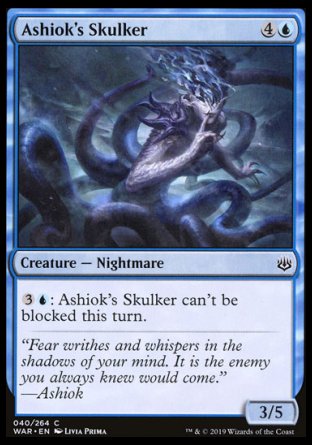 Ashiok's Skulker 4
Creature — Nightmare
3 : Ashiok's Skulker can't be
blocked this turn.
"Fear writhes and whispers in the
shadows of your mind. It is the enemy
you always knew would come."
—Ashiok
3/5
040/264 C
WAR • EN LIVIA PRIMA
™ & © 2019 Wizards of the Coast